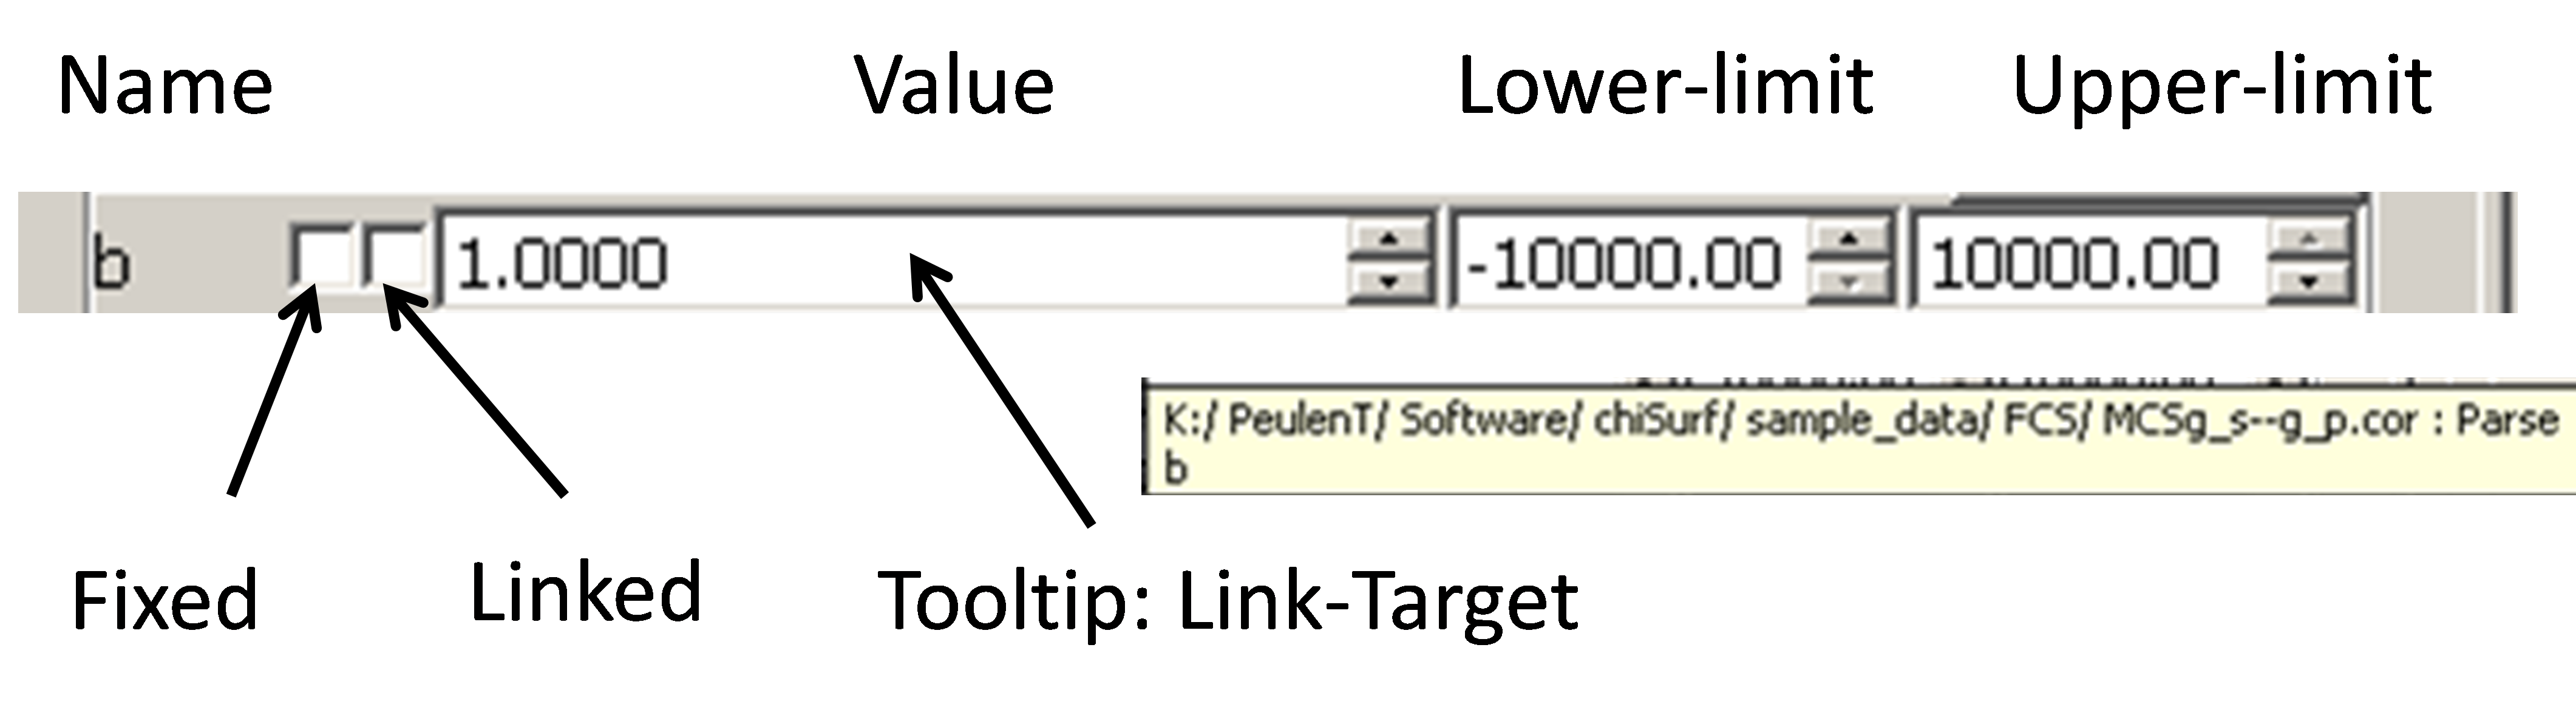 Name Value Lower-limit Upper-limit
b 1.0000 -10000.00 10000.00
K:/ PeulenT/ Software/ chiSurf/ sample_data/ FCS/ MCSg_s--g_p.cor : Parse
b
Fixed Linked Tooltip: Link-Target